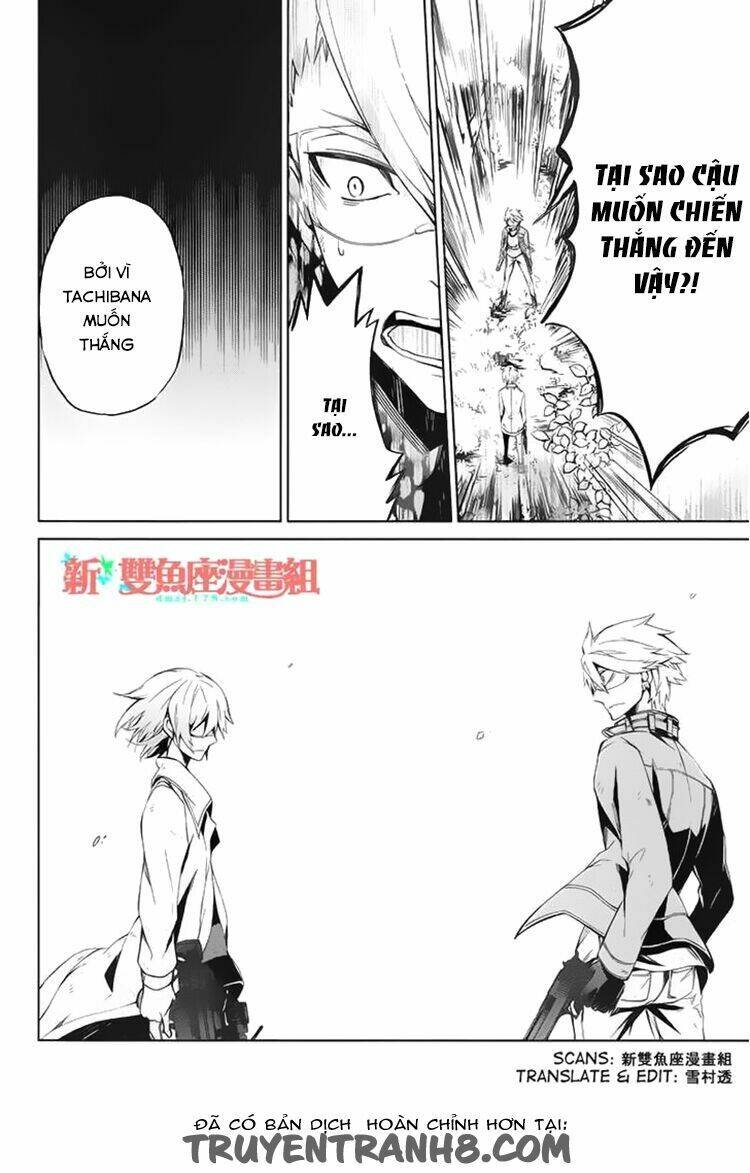 TẠI SAO CẬU
MUỐN CHIẾN
THẮNG ĐẾN
VẬY?!
TẠI
SAO...
BỞI VÌ
TACHIBANA
MUỐN
THẮNG
新雙魚座漫畫組
SCANS: 新雙魚座漫畫組
TRANSLATE & EDIT: 雪村透
ĐÃ CÓ BẢN DỊCH HOÀN CHỈNH HƠN TẠI:
TRUYENTRANH8.COM